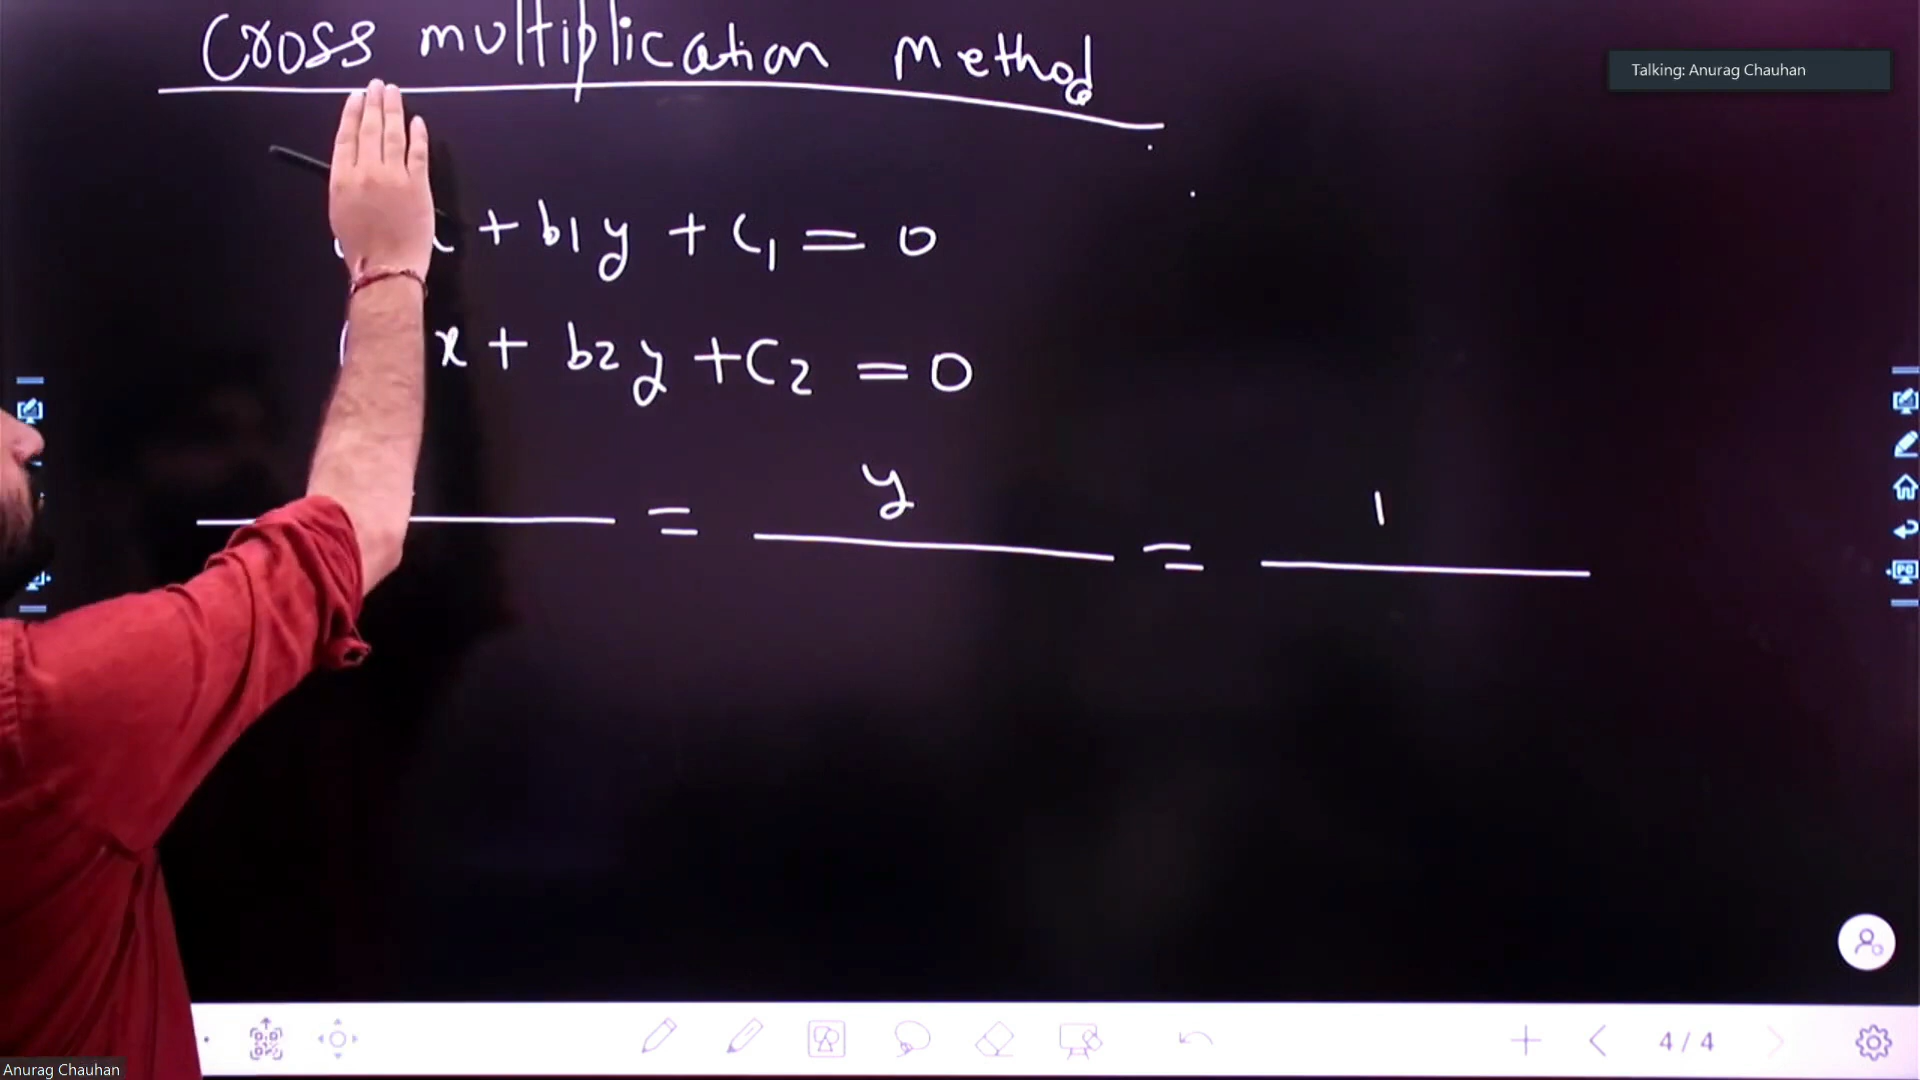 Cross multiplication Method
Talking: Anurag Chauhan
+ b1y + C1 = 0
x + b2y + C2 = 0
= y = 1
4 / 4
Anurag Chauhan